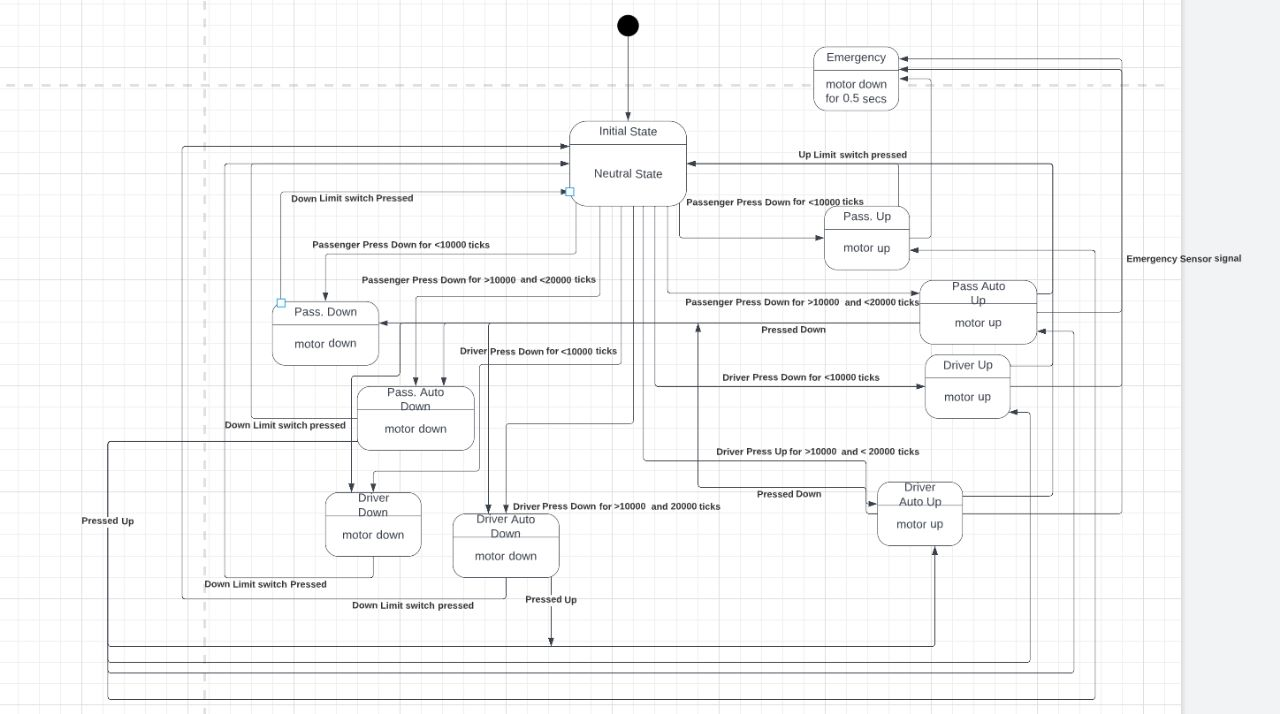 Emergency
motor down
for 0.5 secs
Initial State
Neutral State
Up Limit switch pressed
Down Limit switch Pressed
Passenger Press Down for <10000 ticks
Pass. Up
motor up
Passenger Press Down for <10000 ticks
Emergency Sensor signal
Passenger Press Down for >10000 and <20000 ticks
Pass Auto
Up
motor up
Passenger Press Down for >10000 and <20000 ticks
Pass. Down
motor down
Pressed Down
Driver Press Down for <10000 ticks
Driver Up
motor up
Driver Press Down for <10000 ticks
Pass. Auto
Down
motor down
Down Limit switch pressed
Driver Press Up for >10000 and < 20000 ticks
Pressed Down
Driver
Auto Up
motor up
Driver
Down
motor down
Driver Press Down for >10000 and 20000 ticks
Driver Auto
Down
motor down
Pressed Up
Down Limit switch Pressed
Down Limit switch pressed
Pressed Up